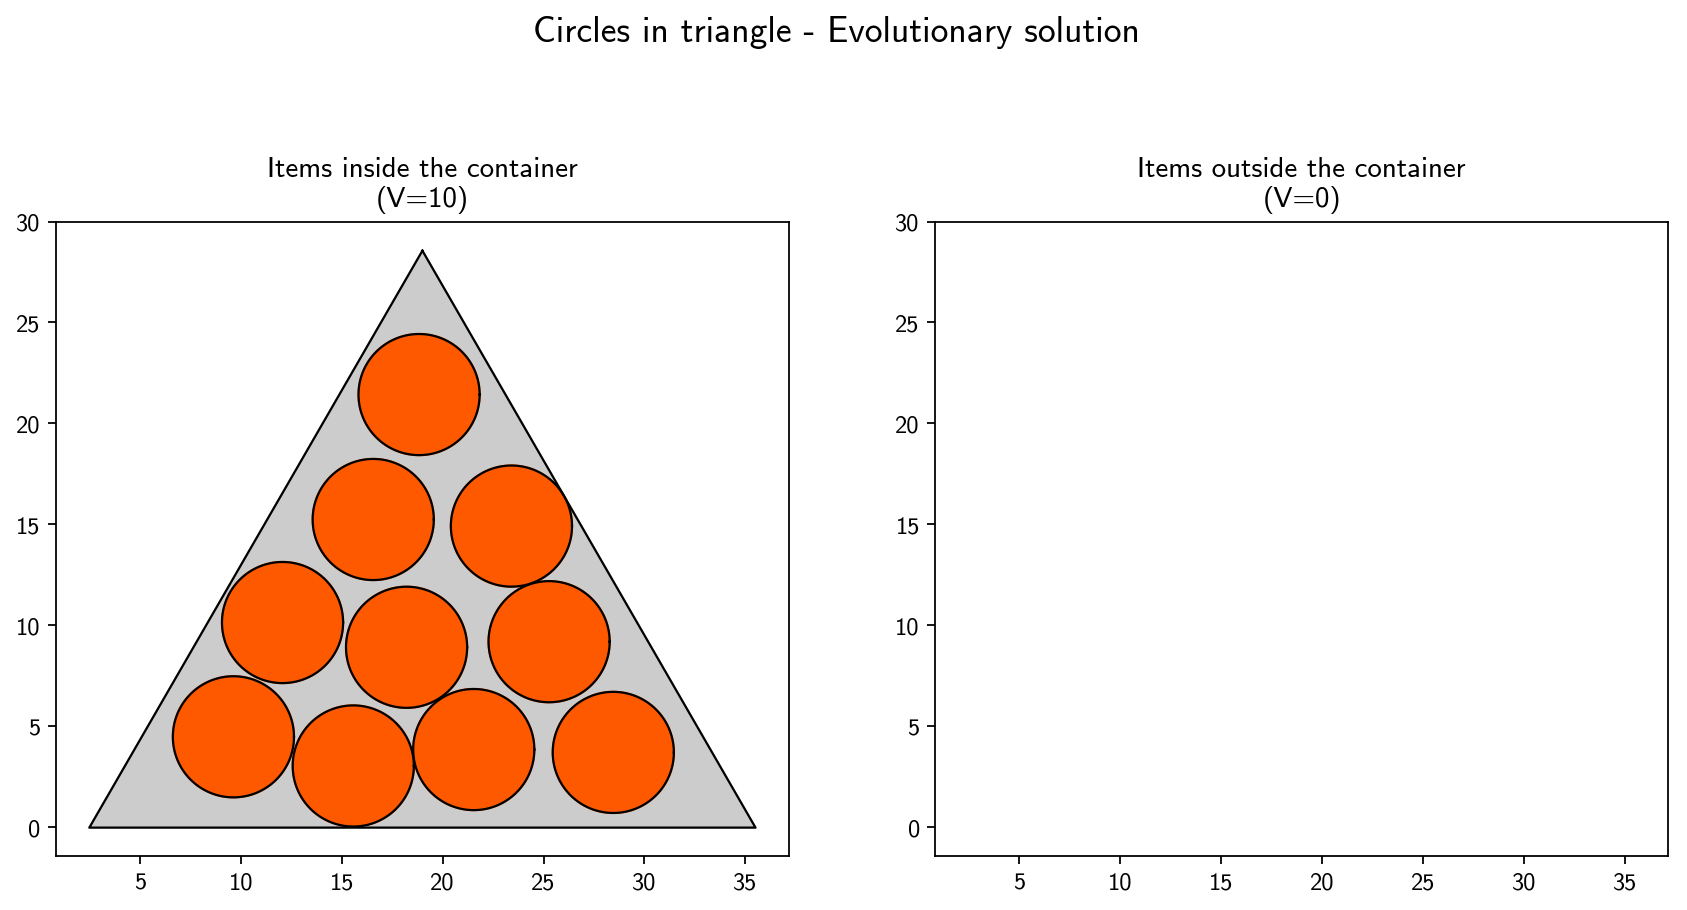 Circles in triangle - Evolutionary solution
Items inside the container
(V=10)
30
25
20
15
10
5
0
5 10 15 20 25 30 35
Items outside the container
(V=0)
30
25
20
15
10
5
0
5 10 15 20 25 30 35